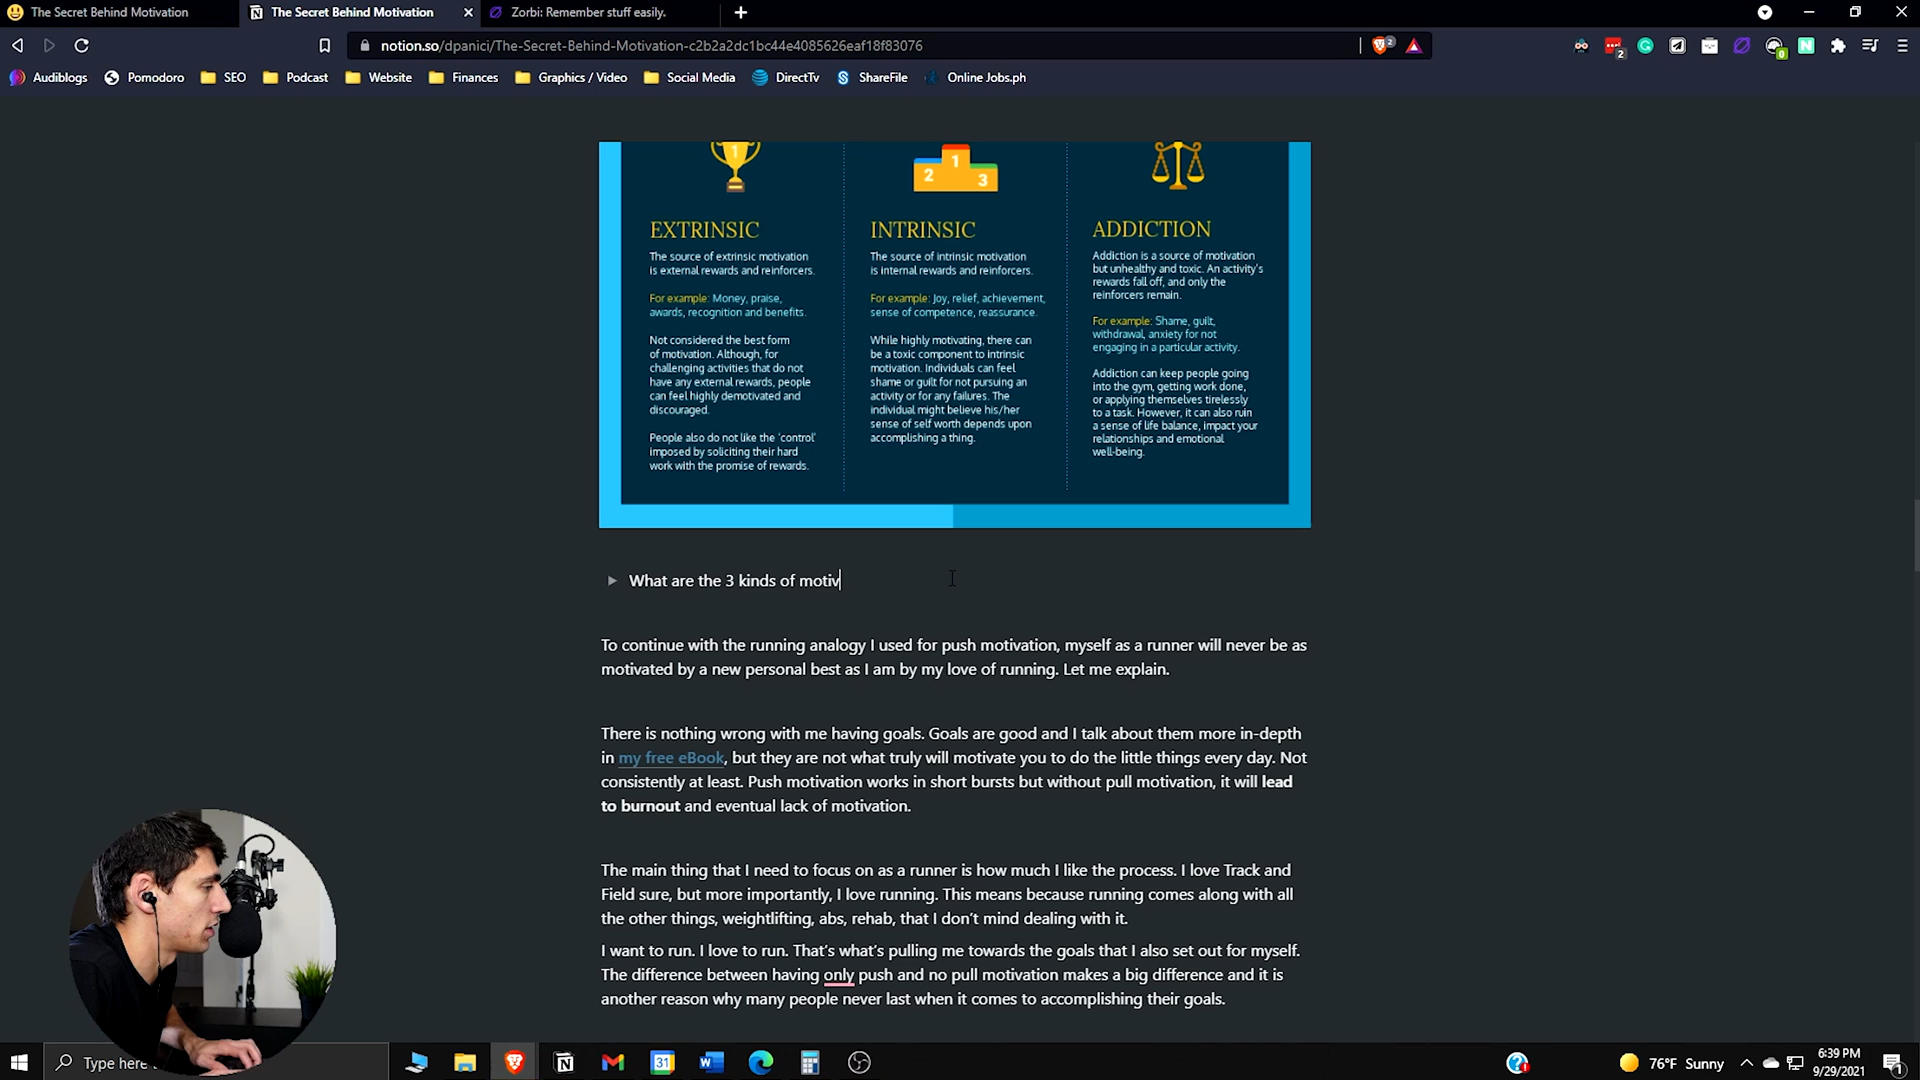 The Secret Behind Motivation
The Secret Behind Motivation
Zorbi: Remember stuff easily.
notion.so/dpanici/The-Secret-Behind-Motivation-c2b2a2dc1bc44e4085626eaf18f83076
2
2
0
Audiblogs
Pomodoro
SEO
Podcast
Website
Finances
Graphics / Video
Social Media
DirectTv
ShareFile
Online Jobs.ph
1
2
1
3
EXTRINSIC
The source of extrinsic motivation
is external rewards and reinforcers.
For example: Money, praise,
awards, recognition and benefits.
Not considered the best form
of motivation. Although, for
challenging activities that do not
have any external rewards, people
can feel highly demotivated and
discouraged.
People also do not like the 'control'
imposed by soliciting their hard
work with the promise of rewards.
INTRINSIC
The source of intrinsic motivation
is internal rewards and reinforcers.
For example: Joy, relief, achievement,
sense of competence, reassurance.
While highly motivating, there can
be a toxic component to intrinsic
motivation. Individuals can feel
shame or guilt for not pursuing an
activity or for any failures. The
individual might believe his/her
sense of self worth depends upon
accomplishing a thing.
ADDICTION
Addiction is a source of motivation
but unhealthy and toxic. An activity's
rewards fall off, and only the
reinforcers remain.
For example: Shame, guilt,
withdrawal, anxiety for not
engaging in a particular activity.
Addiction can keep people going
into the gym, getting work done,
or applying themselves tirelessly
to a task. However, it can also ruin
a sense of life balance, impact your
relationships and emotional
well-being.
What are the 3 kinds of motiv
To continue with the running analogy I used for push motivation, myself as a runner will never be as
motivated by a new personal best as I am by my love of running. Let me explain.
There is nothing wrong with me having goals. Goals are good and I talk about them more in-depth
in my free eBook, but they are not what truly will motivate you to do the little things every day. Not
consistently at least. Push motivation works in short bursts but without pull motivation, it will lead
to burnout and eventual lack of motivation.
The main thing that I need to focus on as a runner is how much I like the process. I love Track and
Field sure, but more importantly, I love running. This means because running comes along with all
the other things, weightlifting, abs, rehab, that I don't mind dealing with it.
I want to run. I love to run. That's what's pulling me towards the goals that I also set out for myself.
The difference between having only push and no pull motivation makes a big difference and it is
another reason why many people never last when it comes to accomplishing their goals.
Type here
31
76°F Sunny
6:39 PM
9/29/2021
1